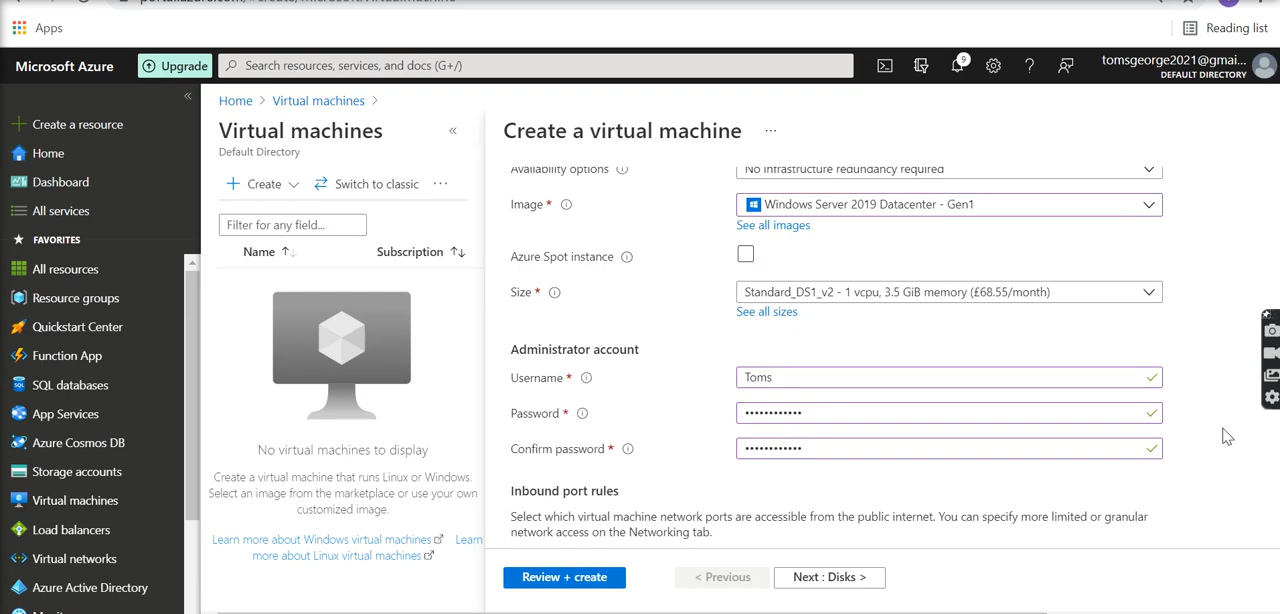 Apps
Reading list
Microsoft Azure
Upgrade
Search resources, services, and docs (G+/)
9
tomsgeorge2021@gmai...
DEFAULT DIRECTORY
Create a resource
Home
Dashboard
All services
FAVORITES
All resources
Resource groups
Quickstart Center
Function App
SQL databases
App Services
Azure Cosmos DB
Storage accounts
Virtual machines
Load balancers
Virtual networks
Azure Active Directory
Home > Virtual machines >
Virtual machines
Default Directory
Create
Switch to classic
Filter for any field...
Name
Subscription
No virtual machines to display
Create a virtual machine that runs Linux or Windows.
Select an image from the marketplace or use your own
customized image.
Learn more about Windows virtual machines
Learn
more about Linux virtual machines
Create a virtual machine
Availability options
No infrastructure redundancy required
Image *
Windows Server 2019 Datacenter - Gen1
See all images
Azure Spot instance
Size *
Standard_DS1_v2 - 1 vcpu, 3.5 GiB memory (£68.55/month)
See all sizes
Administrator account
Username *
Toms
Password *
••••••••••••
Confirm password *
••••••••••••
Inbound port rules
Select which virtual machine network ports are accessible from the public internet. You can specify more limited or granular
network access on the Networking tab.
Review + create
< Previous
Next : Disks >